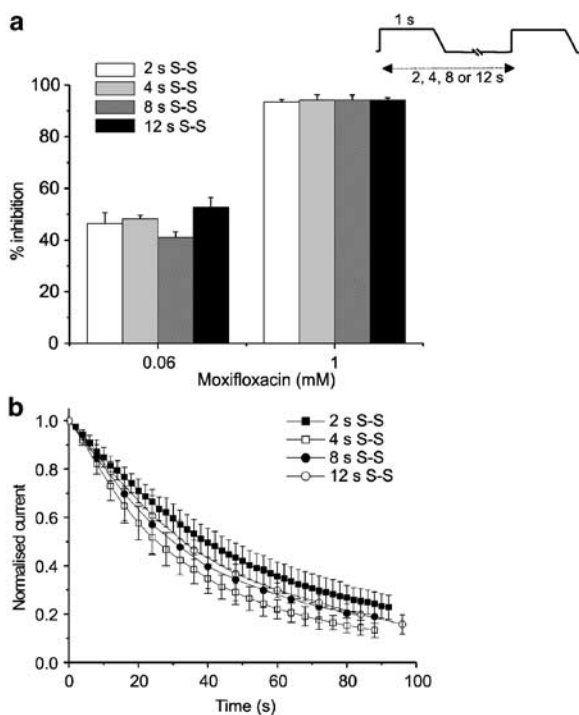 a
1 s
2, 4, 8 or 12 s
2 s S-S
4 s S-S
8 s S-S
12 s S-S
100
80
60
40
20
0
% inhibition
0.06
1
Moxifloxacin (mM)
b
2 s S-S
4 s S-S
8 s S-S
12 s S-S
1.0
0.8
0.6
0.4
0.2
0.0
Normalised current
0
20
40
60
80
100
Time (s)